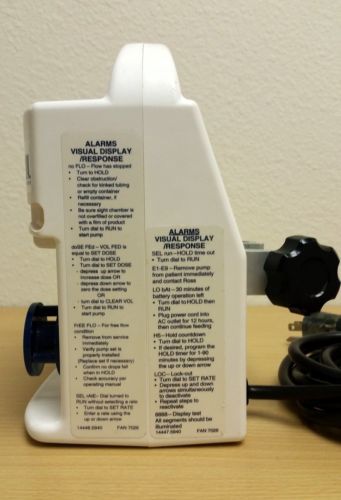 ALARMS
VISUAL DISPLAY
/RESPONSE
no FLO – Flow has stopped
• Turn to HOLD
• Clear obstruction/
check for kinked tubing
or empty container
• Refill container, if
necessary
• Be sure sight chamber is
not overfilled or covered
with a film of product
• Turn dial to RUN to
start pump
doSE FEd – VOL FED is
equal to SET DOSE
• Turn dial to HOLD
• Turn dial to SET DOSE
- depress up arrow to
increase dose OR
- depress down arrow to
zero the dose setting
OR
- turn dial to CLEAR VOL
• Turn dial to RUN to
start pump
FrEE FLO – For free flow
condition
• Remove from service
immediately
• Verify pump set is
properly installed
(Replace set if necessary)
• Confirm no drops fall
when in HOLD
• Check accuracy per
operating manual
SEL rAtE– Dial turned to
RUN without selecting a rate
• Turn dial to SET RATE
• Enter a rate using the
up or down arrow
14446.5940 FAN 7026
ALARMS
VISUAL DISPLAY
/RESPONSE
SEL run – HOLD time out
• Turn dial to RUN
E1-E9 – Remove pump
from patient immediately
and contact Ross
LO bAt – 30 minutes of
battery operation left
• Turn dial to HOLD then
RUN
• Plug power cord into
AC outlet for 12 hours,
then continue feeding
H5– Hold countdown
• Turn dial to HOLD
• If desired, program the
HOLD timer for 1-90
minutes by depressing
the up or down arrow
LOC– Lock-out
• Turn dial to SET RATE
• Depress up and down
arrows simultaneously
to deactivate
• Repeat steps to
reactivate
8888 – Display test
All segments should be
illuminated
14447.5940 FAN 7026